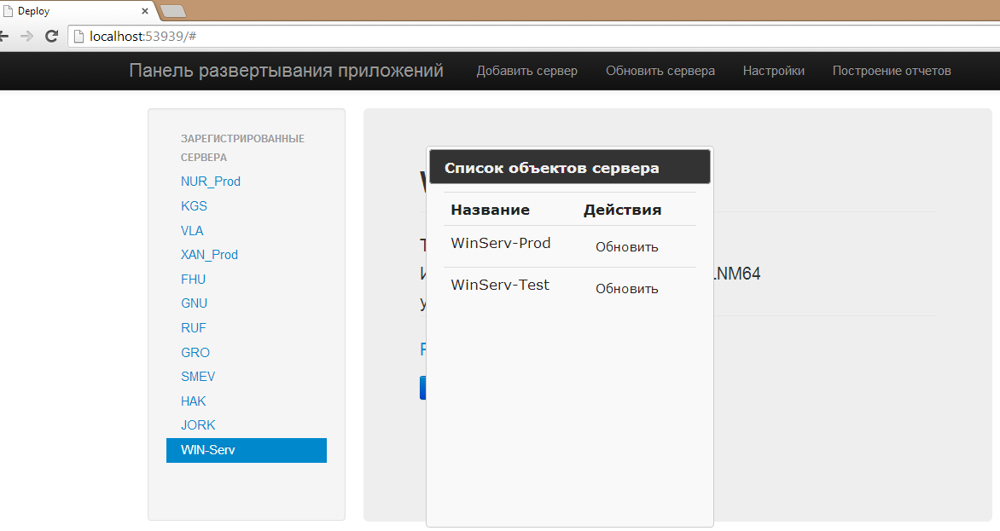 Deploy
localhost:53939/#
Панель развертывания приложений Добавить сервер Обновить сервера Настройки Построение отчетов
ЗАРЕГИСТРИРОВАННЫЕ
СЕРВЕРА
NUR_Prod
KGS
VLA
XAN_Prod
FHU
GNU
RUF
GRO
SMEV
HAK
JORK
WIN-Serv
Список объектов сервера
Название Действия
WinServ-Prod Обновить
WinServ-Test Обновить
.NM64